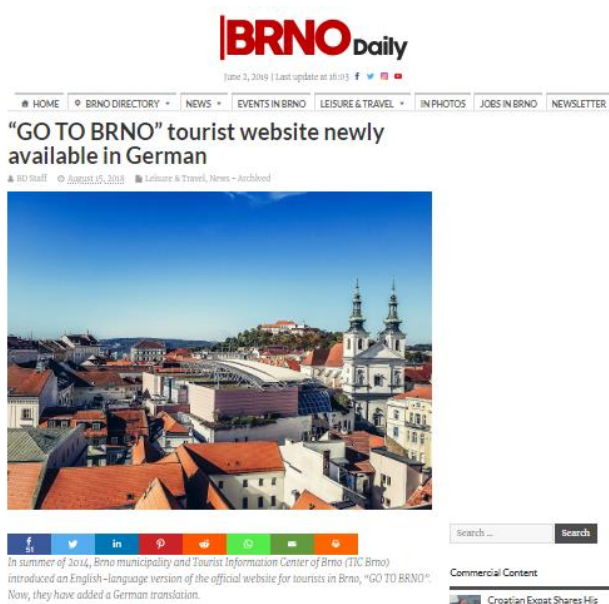 BRNO Daily
June 2, 2019 | Last update at 16:03
HOME BRNO DIRECTORY NEWS EVENTS IN BRNO LEISURE & TRAVEL IN PHOTOS JOBS IN BRNO NEWSLETTER
“GO TO BRNO” tourist website newly
available in German
BD Staff August 15, 2018 Leisure & Travel, News - Archived
51
Search ... Search
In summer of 2014, Brno municipality and Tourist Information Center of Brno (TIC Brno)
introduced an English-language version of the official website for tourists in Brno, “GO TO BRNO”.
Now, they have added a German translation.
Commercial Content
Croatian Expat Shares His